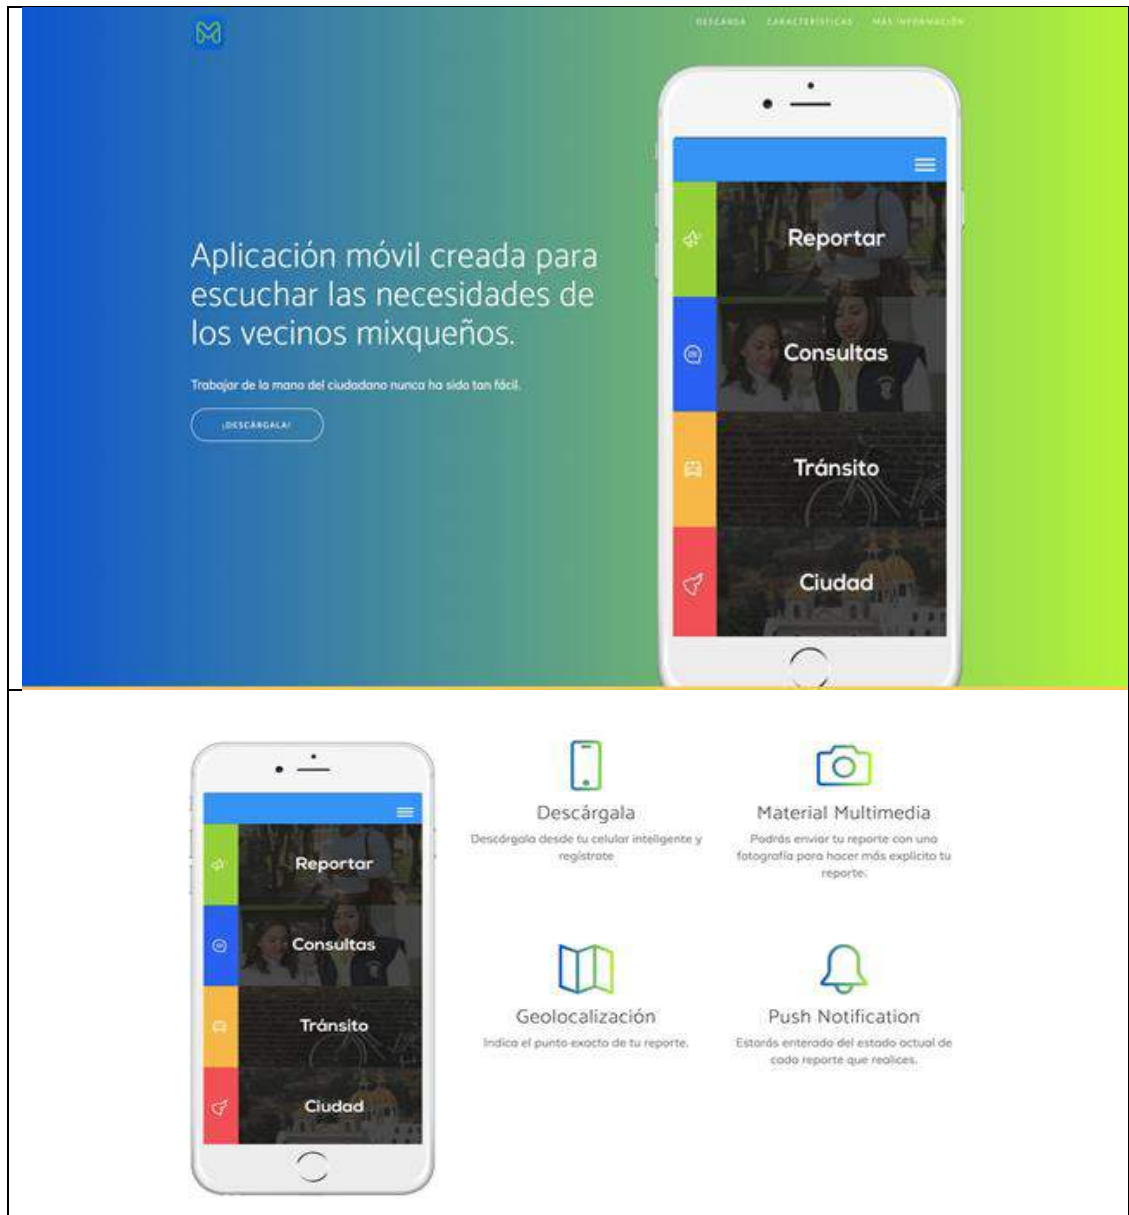 DESCARGA CARACTERÍSTICAS MÁS INFORMACIÓN
Reportar
Consultas
Tránsito
Ciudad
Aplicación móvil creada para
escuchar las necesidades de
los vecinos mixqueños.
Trabajar de la mano del ciudadano nunca ha sido tan fácil.
¡DESCÁRGALA!
Reportar
Consultas
Tránsito
Ciudad
Descárgala
Descárgala desde tu celular inteligente y
regístrate
Material Multimedia
Podrás enviar tu reporte con una
fotografía para hacer más explicito tu
reporte.
Geolocalización
Indica el punto exacto de tu reporte.
Push Notification
Estarás enterado del estado actual de
cada reporte que realices.